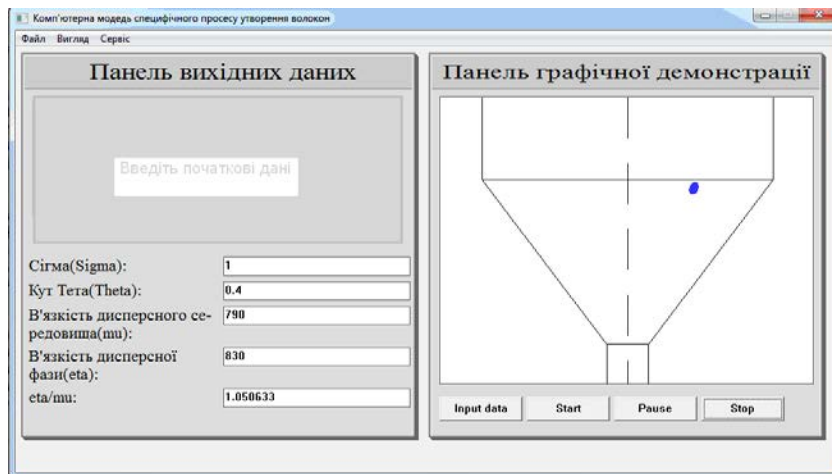 Комп'ютерна модель специфічного просесу утворення волокон
Файл Вигляд Сервіс
Панель вихідних даних
Введіть початкові дані
Сігма(Sigma):
1
Кут Тета(Theta):
0.4
В'язкість дисперсного се-
редовиша(mu):
790
В'язкість дисперсної
фази(eta):
830
eta/mu:
1.050633
Панель графічної демонстрації
Input data Start Pause Stop